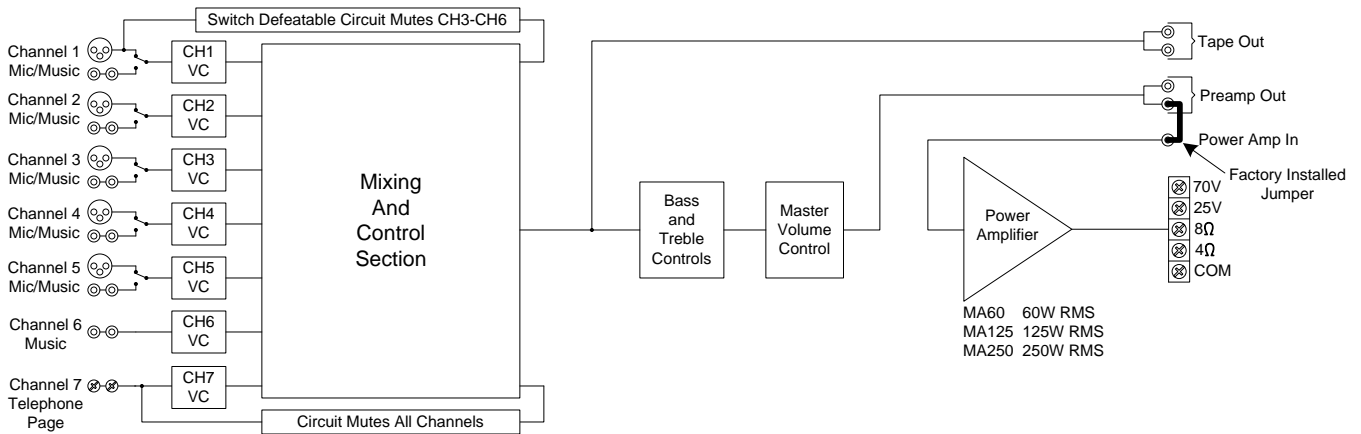 Switch Defeatable Circuit Mutes CH3-CH6
Channel 1
Mic/Music
CH1
VC
Channel 2
Mic/Music
CH2
VC
Channel 3
Mic/Music
CH3
VC
Channel 4
Mic/Music
CH4
VC
Channel 5
Mic/Music
CH5
VC
Channel 6
Music
CH6
VC
Channel 7
Telephone
Page
CH7
VC
Circuit Mutes All Channels
Mixing
And
Control
Section
Bass
and
Treble
Controls
Master
Volume
Control
Power
Amplifier
MA60 60W RMS
MA125 125W RMS
MA250 250W RMS
Tape Out
Preamp Out
Power Amp In
Factory Installed
Jumper
70V
25V
8Ω
4Ω
COM